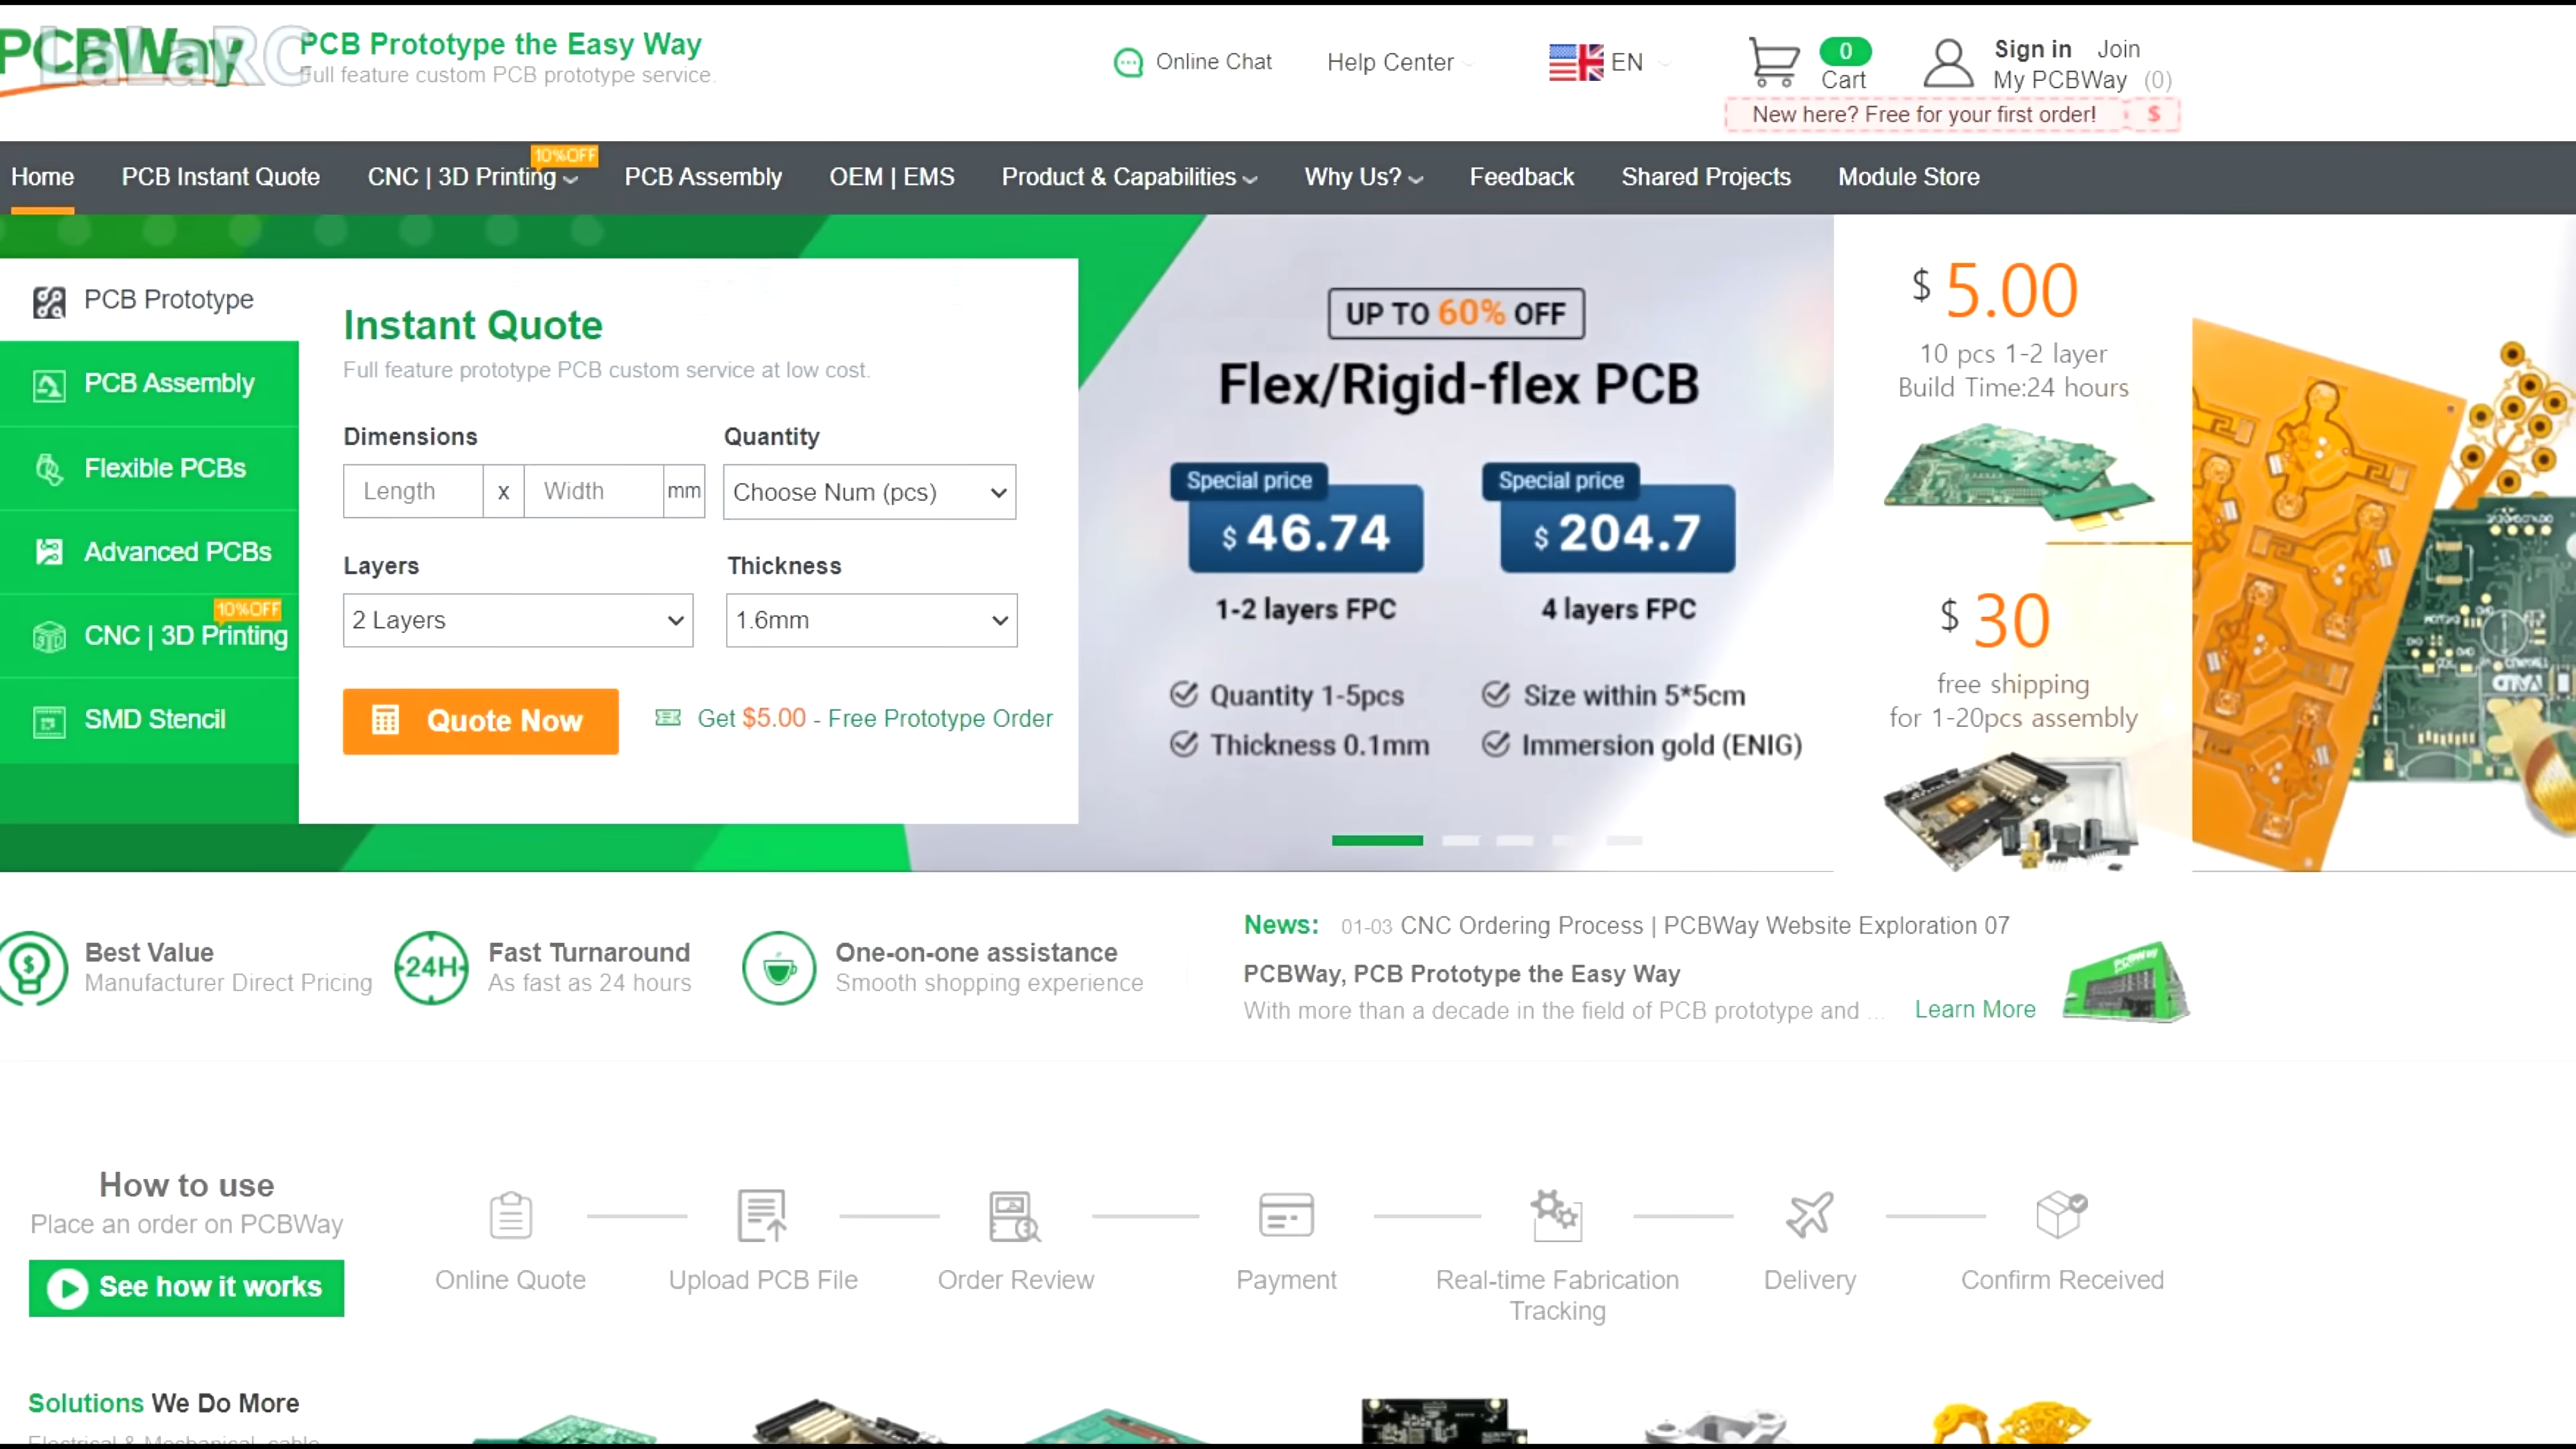 PCBWay
LaLaRC
PCB Prototype the Easy Way
Full feature custom PCB prototype service.
Online Chat
Help Center
EN
0
Cart
Sign in Join
My PCBWay (0)
New here? Free for your first order! $
Home
PCB Instant Quote
CNC | 3D Printing
10%OFF
PCB Assembly
OEM | EMS
Product & Capabilities
Why Us?
Feedback
Shared Projects
Module Store
PCB Prototype
PCB Assembly
Flexible PCBs
Advanced PCBs
10%OFF
CNC | 3D Printing
SMD Stencil
Instant Quote
Full feature prototype PCB custom service at low cost.
Dimensions
Length x Width mm
Quantity
Choose Num (pcs)
Layers
2 Layers
Thickness
1.6mm
Quote Now
Get $5.00 - Free Prototype Order
UP TO 60% OFF
Flex/Rigid-flex PCB
Special price
$ 46.74
1-2 layers FPC
Special price
$ 204.7
4 layers FPC
Quantity 1-5pcs
Size within 5*5cm
Thickness 0.1mm
Immersion gold (ENIG)
$ 5.00
10 pcs 1-2 layer
Build Time:24 hours
$ 30
free shipping
for 1-20pcs assembly
Best Value
Manufacturer Direct Pricing
24H
Fast Turnaround
As fast as 24 hours
One-on-one assistance
Smooth shopping experience
News: 01-03 CNC Ordering Process | PCBWay Website Exploration 07
PCBWay, PCB Prototype the Easy Way
With more than a decade in the field of PCB prototype and ...
Learn More
How to use
Place an order on PCBWay
See how it works
Online Quote
Upload PCB File
Order Review
Payment
Real-time Fabrication
Tracking
Delivery
Confirm Received
Solutions We Do More
Electrical & Mechanical, cable